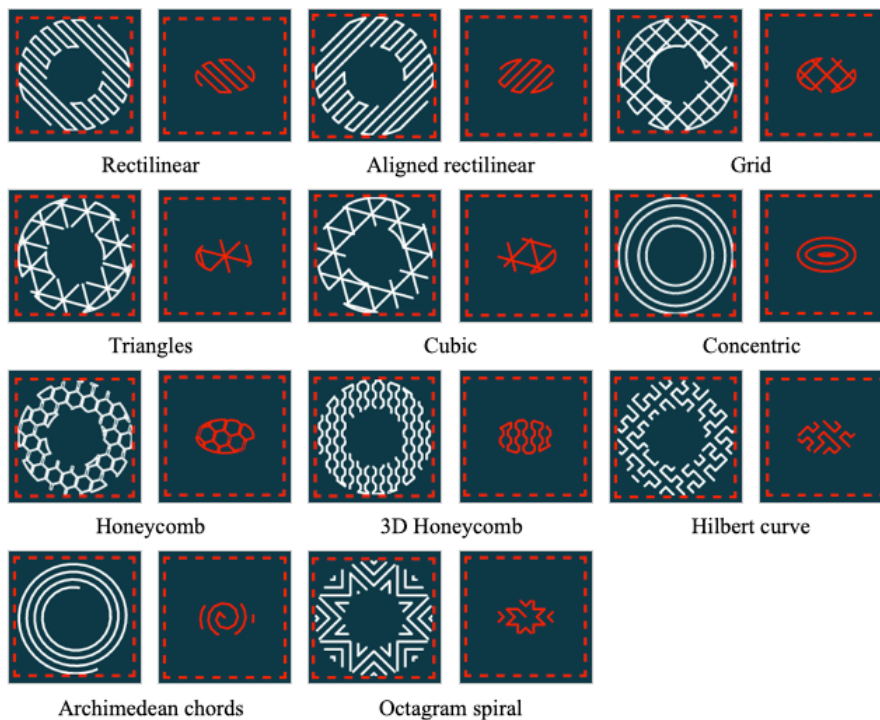 Rectilinear
Aligned rectilinear
Grid
Triangles
Cubic
Concentric
Honeycomb
3D Honeycomb
Hilbert curve
Archimedean chords
Octagram spiral